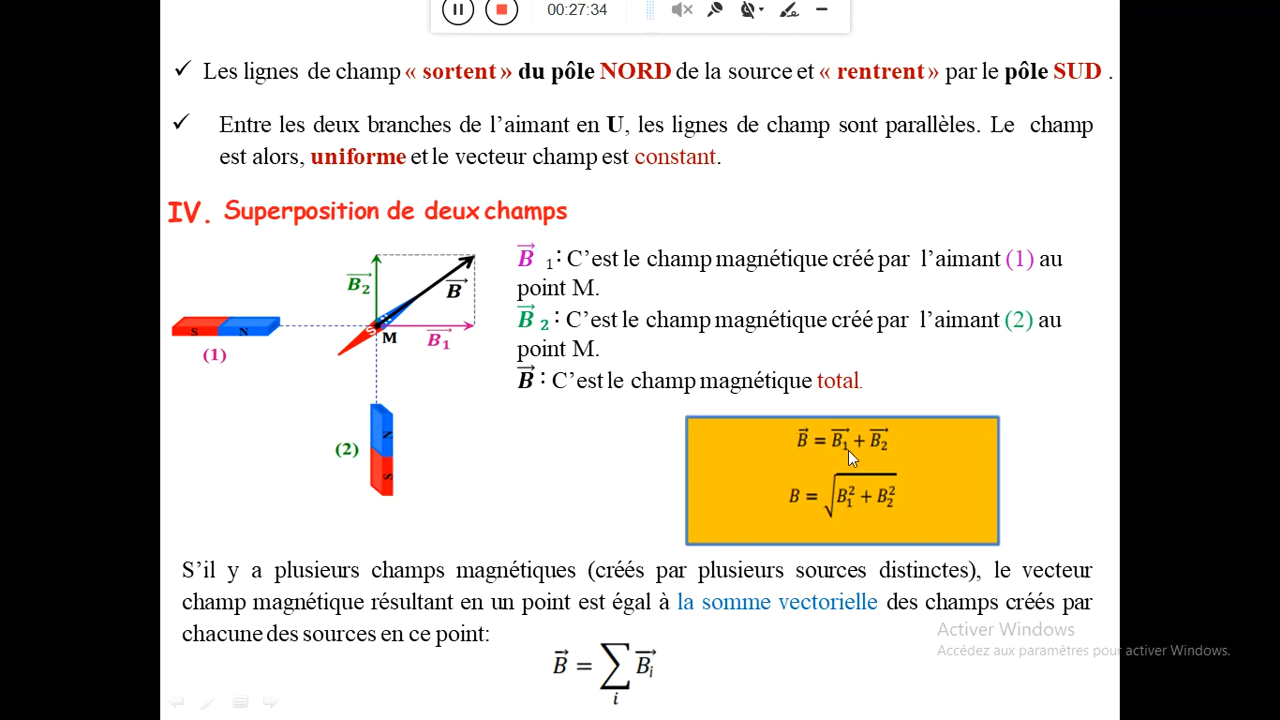 00:27:34
✓ Les lignes de champ « sortent » du pôle NORD de la source et « rentrent » par le pôle SUD .
✓ Entre les deux branches de l’aimant en U, les lignes de champ sont parallèles. Le champ
est alors, uniforme et le vecteur champ est constant.
IV. Superposition de deux champs
B⃗ 1 : C’est le champ magnétique créé par l’aimant (1) au
point M.
B⃗ 2 : C’est le champ magnétique créé par l’aimant (2) au
point M.
B⃗ : C’est le champ magnétique total.
B₂⃗
B⃗
S N
S N
M
B₁⃗
(1)
(2)
N
S
B⃗ = B₁⃗ + B₂⃗
B = √(B₁² + B₂²)
S’il y a plusieurs champs magnétiques (créés par plusieurs sources distinctes), le vecteur
champ magnétique résultant en un point est égal à la somme vectorielle des champs créés par
chacune des sources en ce point:
B⃗ = ∑ᵢ Bᵢ⃗
Activer Windows
Accédez aux paramètres pour activer Windows.